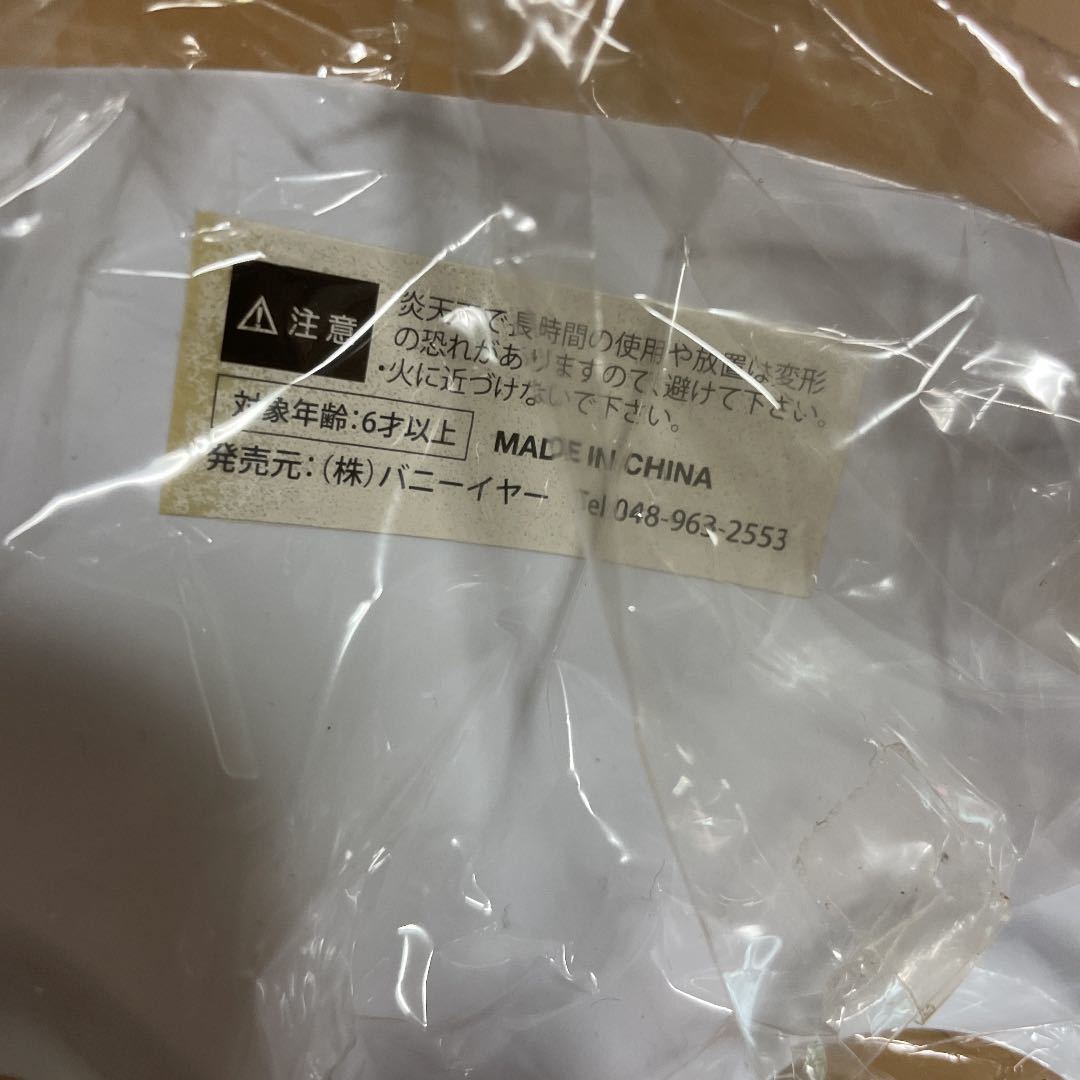 ⚠ 注意
炎天下で長時間の使用や放置は変形
の恐れがありますので、避けて下さい。
・火に近づけないで下さい。
対象年齢:6才以上
MADE IN CHINA
発売元:(株)バニーイヤー Tel 048-963-2553